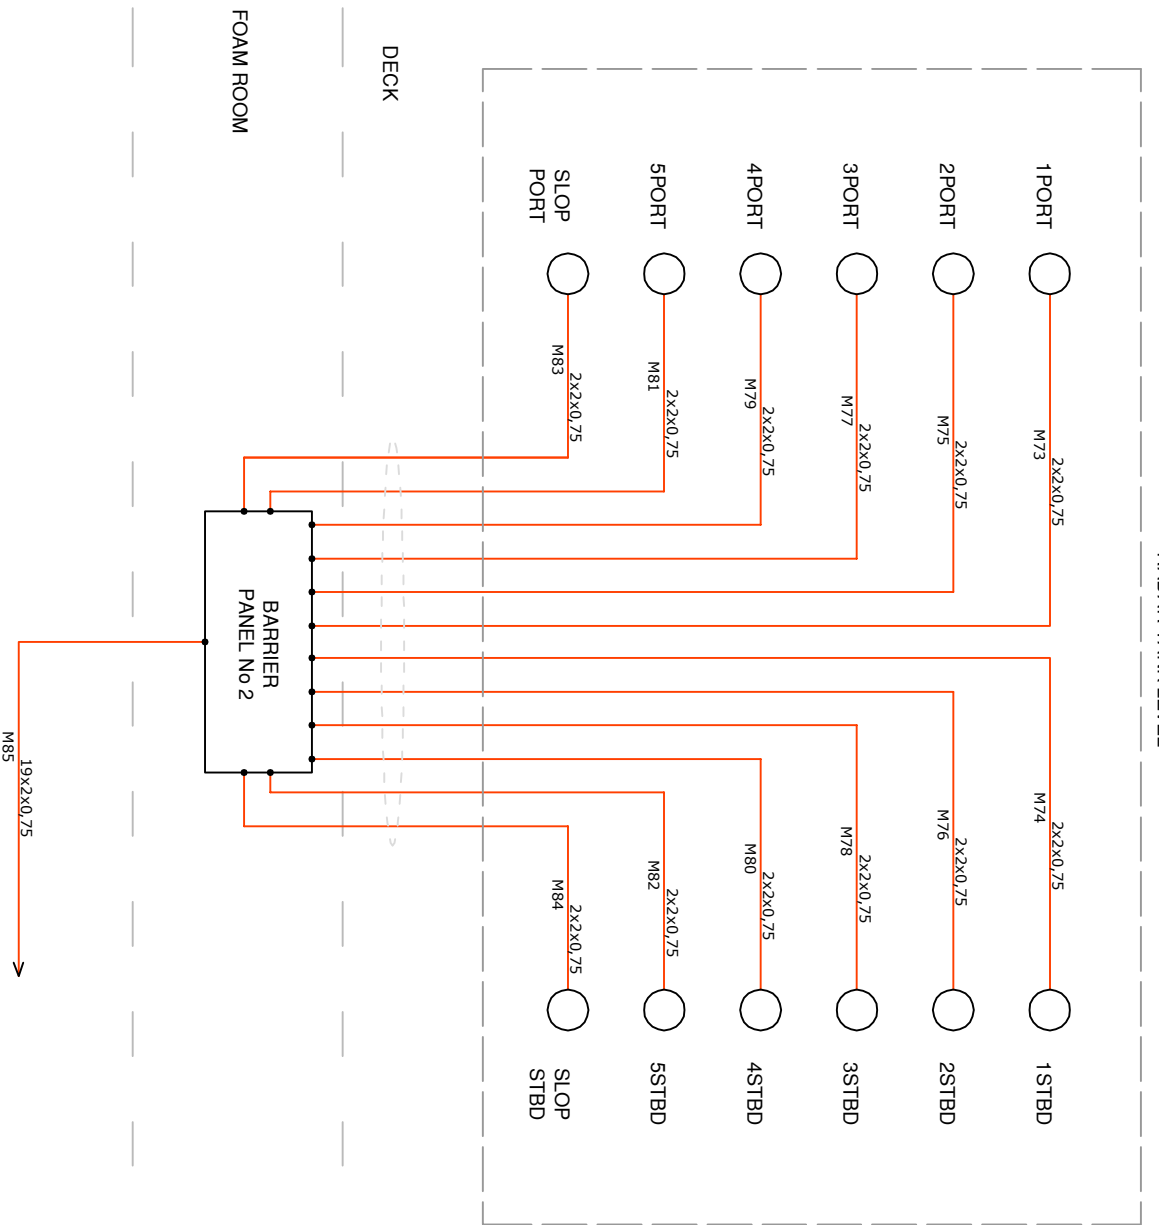 1PORT
2PORT
3PORT
4PORT
5PORT
SLOP
PORT
2x2x0,75
M73
2x2x0,75
M75
2x2x0,75
M77
2x2x0,75
M79
2x2x0,75
M81
2x2x0,75
M83
2x2x0,75
M74
2x2x0,75
M76
2x2x0,75
M78
2x2x0,75
M80
2x2x0,75
M82
2x2x0,75
M84
1STBD
2STBD
3STBD
4STBD
5STBD
SLOP
STBD
DECK
FOAM ROOM
BARRIER
PANEL No 2
19x2x0,75
M85